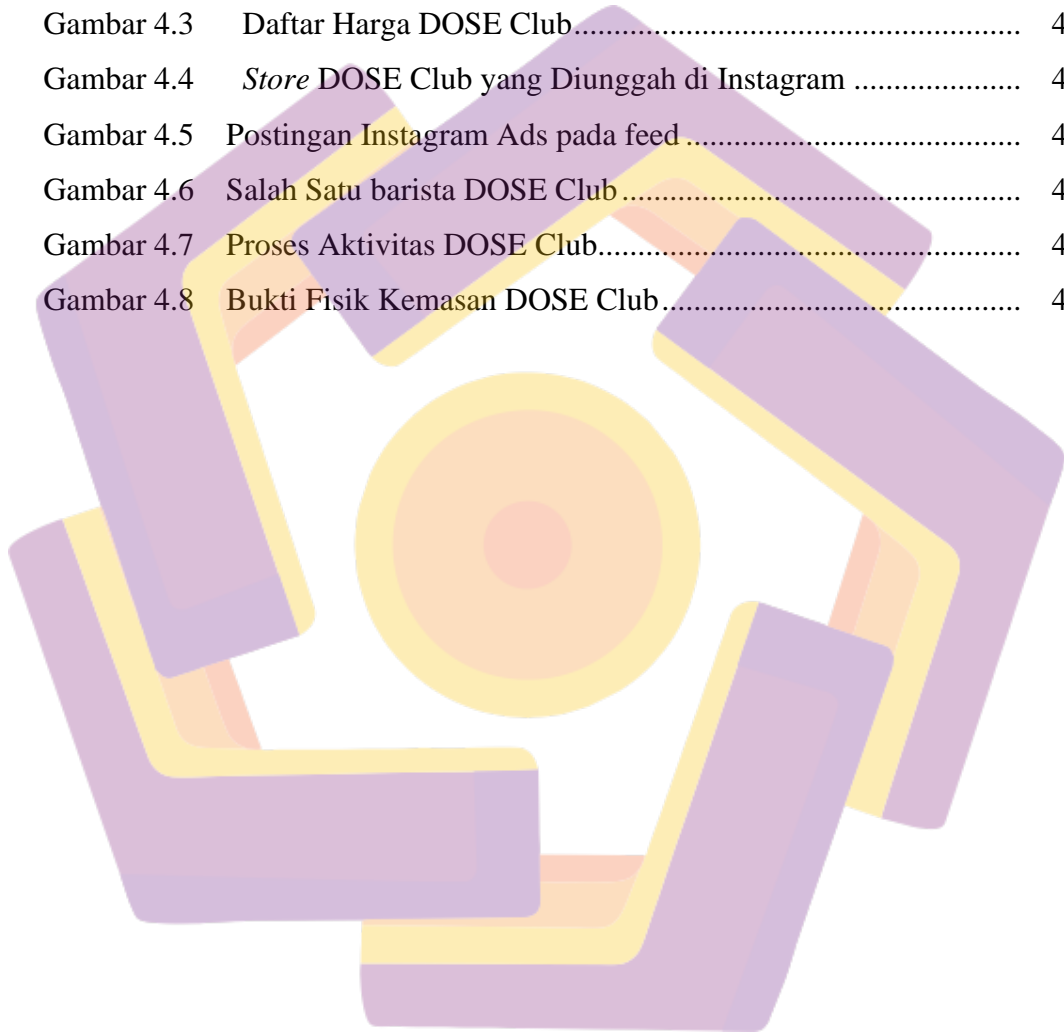 Gambar 4.3 Daftar Harga DOSE Club........................................................ 4
Gambar 4.4 Store DOSE Club yang Diunggah di Instagram ..................... 4
Gambar 4.5 Postingan Instagram Ads pada feed .......................................... 4
Gambar 4.6 Salah Satu barista DOSE Club.................................................. 4
Gambar 4.7 Proses Aktivitas DOSE Club..................................................... 4
Gambar 4.8 Bukti Fisik Kemasan DOSE Club............................................. 4